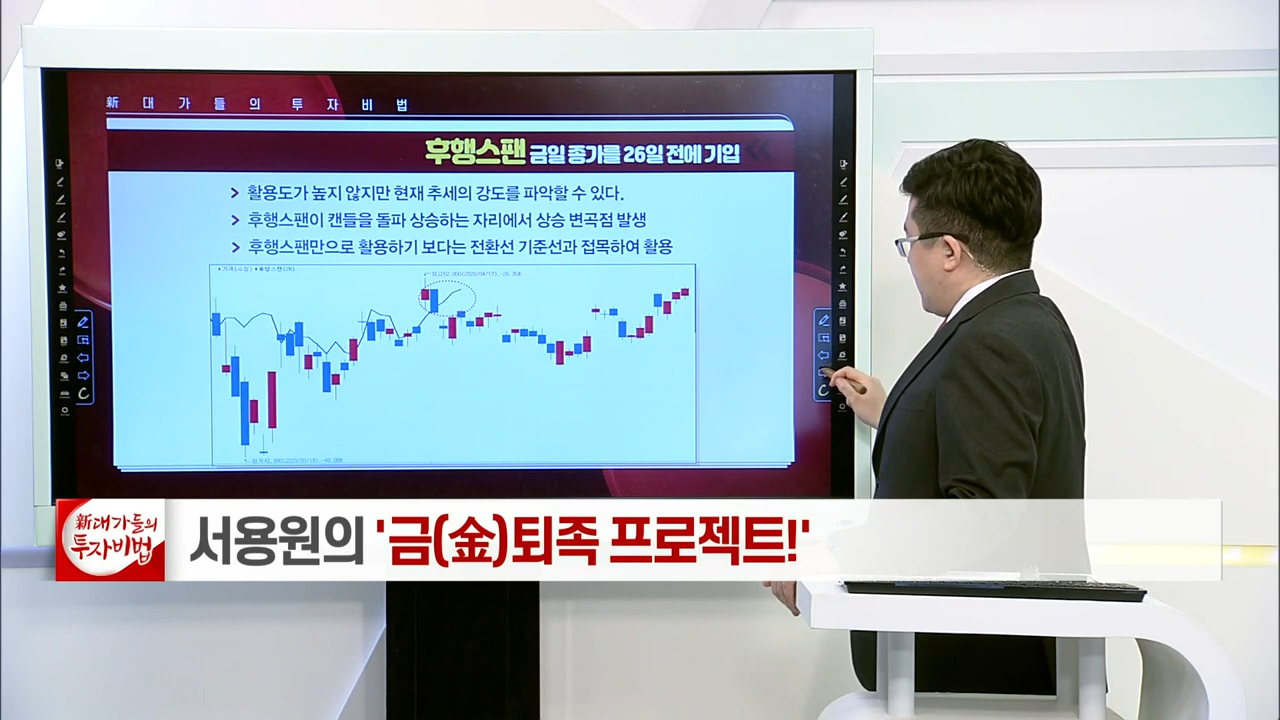 新 대 가 들 의 투 자 비 법
후행스팬 금일 종가를 26일 전에 기입
> 활용도가 높지 않지만 현재 추세의 강도를 파악할 수 있다.
> 후행스팬이 캔들을 돌파 상승하는 자리에서 상승 변곡점 발생
> 후행스팬만으로 활용하기 보다는 전환선 기준선과 접목하여 활용
新대가들의
투자비법
서용원의 '금(金)퇴족 프로젝트!'